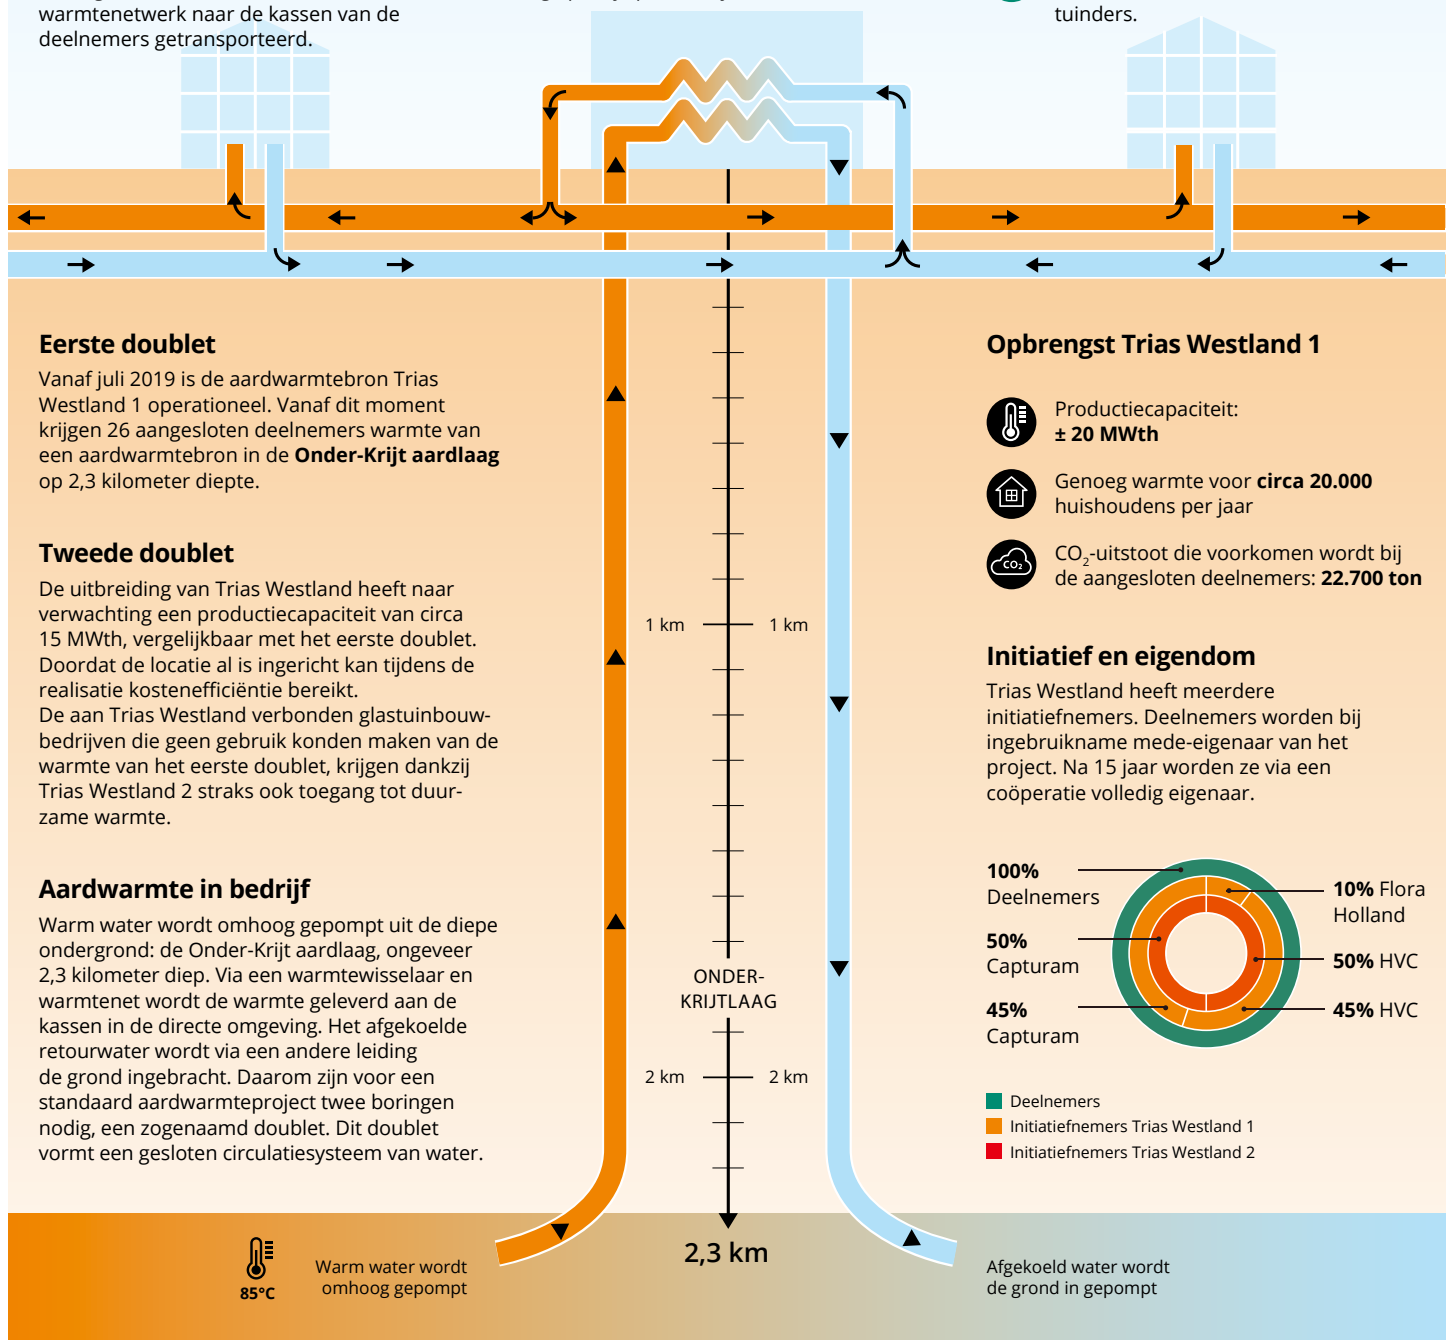 warmtenetwerk naar de kassen van de
deelnemers getransporteerd.
tuinders.
Eerste doublet
Vanaf juli 2019 is de aardwarmtebron Trias
Westland 1 operationeel. Vanaf dit moment
krijgen 26 aangesloten deelnemers warmte van
een aardwarmtebron in de Onder-Krijt aardlaag
op 2,3 kilometer diepte.
Tweede doublet
De uitbreiding van Trias Westland heeft naar
verwachting een productiecapaciteit van circa
15 MWth, vergelijkbaar met het eerste doublet.
Doordat de locatie al is ingericht kan tijdens de
realisatie kostenefficiëntie bereikt.
De aan Trias Westland verbonden glastuinbouw-
bedrijven die geen gebruik konden maken van de
warmte van het eerste doublet, krijgen dankzij
Trias Westland 2 straks ook toegang tot duur-
zame warmte.
Aardwarmte in bedrijf
Warm water wordt omhoog gepompt uit de diepe
ondergrond: de Onder-Krijt aardlaag, ongeveer
2,3 kilometer diep. Via een warmtewisselaar en
warmtenet wordt de warmte geleverd aan de
kassen in de directe omgeving. Het afgekoelde
retourwater wordt via een andere leiding
de grond ingebracht. Daarom zijn voor een
standaard aardwarmteproject twee boringen
nodig, een zogenaamd doublet. Dit doublet
vormt een gesloten circulatiesysteem van water.
1 km 1 km
ONDER-
KRIJTLAAG
2 km 2 km
2,3 km
Opbrengst Trias Westland 1
Productiecapaciteit:
± 20 MWth
Genoeg warmte voor circa 20.000
huishoudens per jaar
CO₂
CO₂-uitstoot die voorkomen wordt bij
de aangesloten deelnemers: 22.700 ton
Initiatief en eigendom
Trias Westland heeft meerdere
initiatiefnemers. Deelnemers worden bij
ingebruikname mede-eigenaar van het
project. Na 15 jaar worden ze via een
coöperatie volledig eigenaar.
100%
Deelnemers
50%
Capturam
45%
Capturam
10% Flora
Holland
50% HVC
45% HVC
Deelnemers
Initiatiefnemers Trias Westland 1
Initiatiefnemers Trias Westland 2
85°C
Warm water wordt
omhoog gepompt
Afgekoeld water wordt
de grond in gepompt